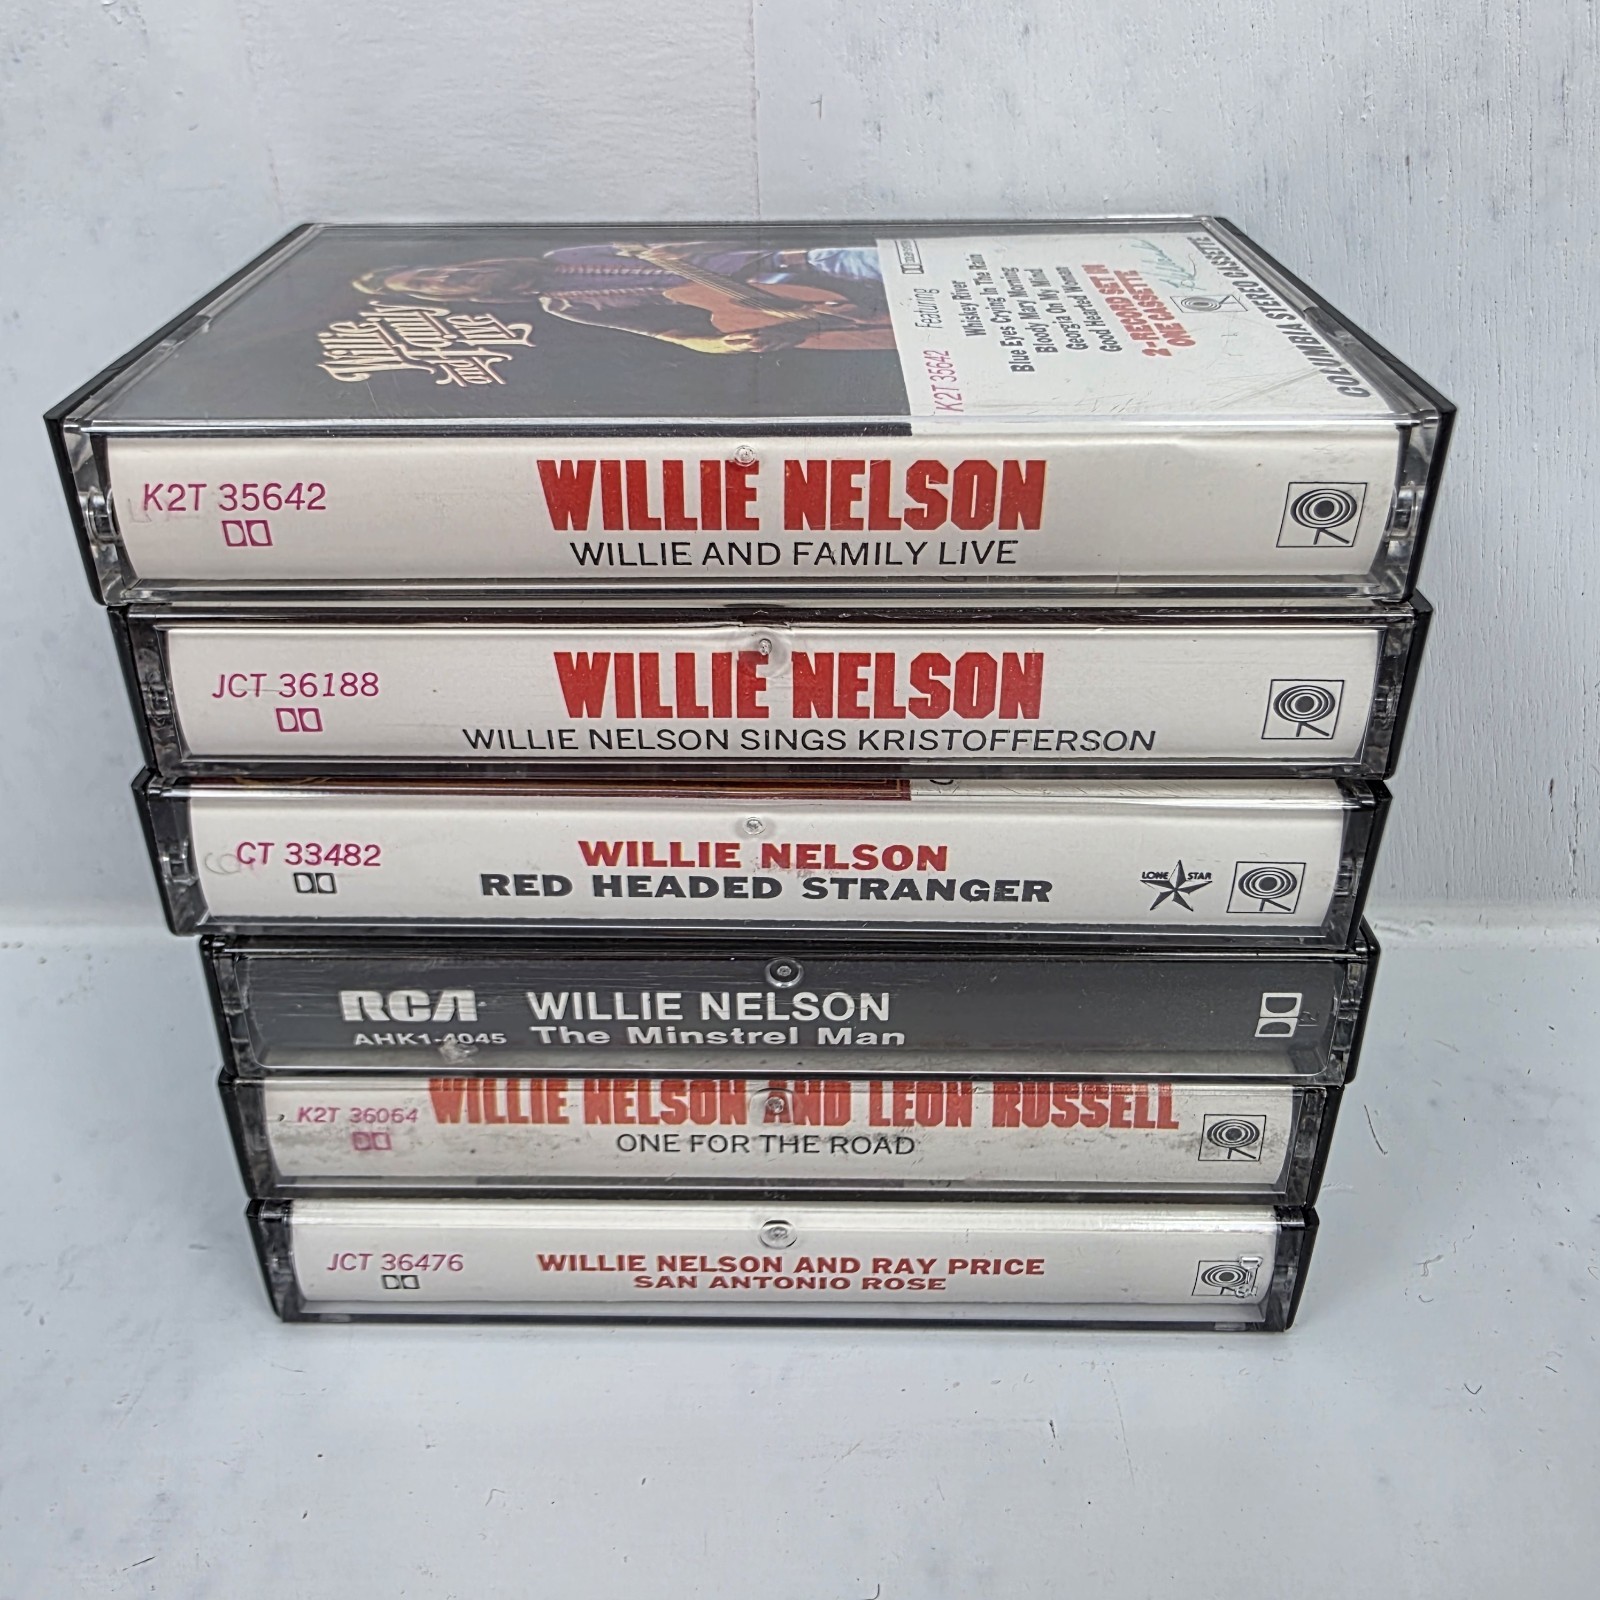 Willie
and Family
Live
K2T 35642
Featuring
Whiskey River
Blue Eyes Crying In The Rain
Bloody Mary Morning
Georgia On My Mind
Good Hearted Woman
2-RECORD SET IN
ONE CASSETTE
COLUMBIA STEREO CASSETTE
K2T 35642
WILLIE NELSON
WILLIE AND FAMILY LIVE
JCT 36188
WILLIE NELSON
WILLIE NELSON SINGS KRISTOFFERSON
CT 33482
WILLIE NELSON
RED HEADED STRANGER
LONE STAR
RCA
AHK1-4045
WILLIE NELSON
The Minstrel Man
K2T 36064
WILLIE NELSON AND LEON RUSSELL
ONE FOR THE ROAD
JCT 36476
WILLIE NELSON AND RAY PRICE
SAN ANTONIO ROSE